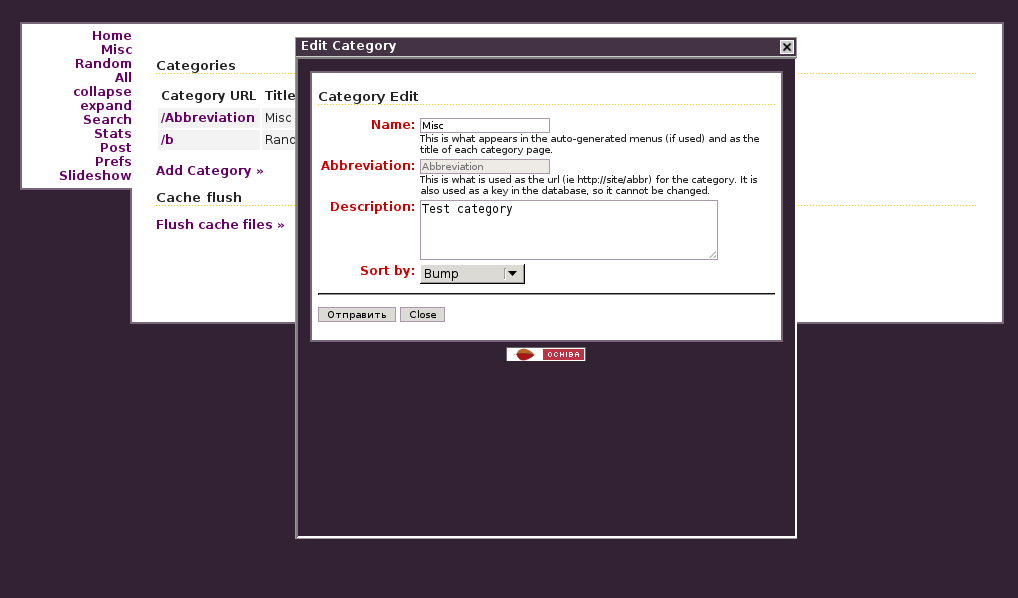 Home
Misc
Random
All
collapse
expand
Search
Stats
Post
Prefs
Slideshow
Categories
Category URL Title
/Abbreviation Misc
/b
Add Category »
Cache flush
Flush cache files »
Edit Category
Category Edit
Name: Misc
This is what appears in the auto-generated menus (if used) and as the
title of each category page.
Abbreviation: Abbreviation
This is what is used as the url (ie http://site/abbr) for the category. It is
also used as a key in the database, so it cannot be changed.
Description: Test category
Sort by: Bump
Отправить Close
OCHIBA